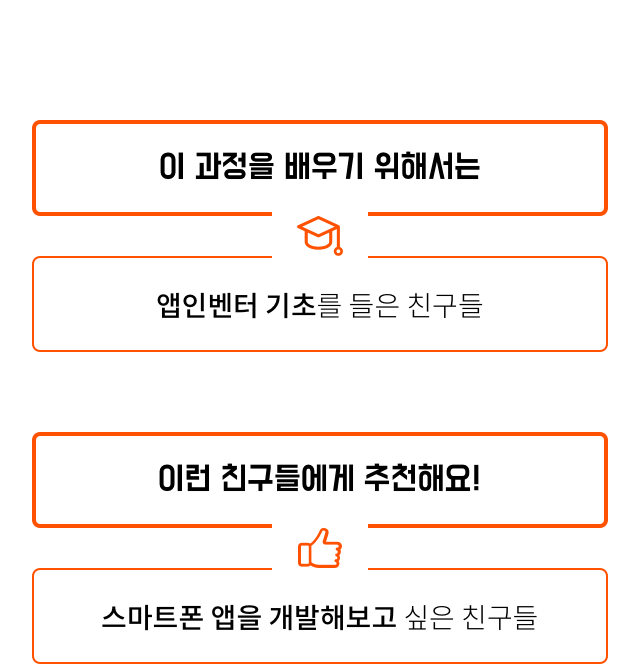 이 과정을 배우기 위해서는
앱인벤터 기초를 들은 친구들
이런 친구들에게 추천해요!
스마트폰 앱을 개발해보고 싶은 친구들